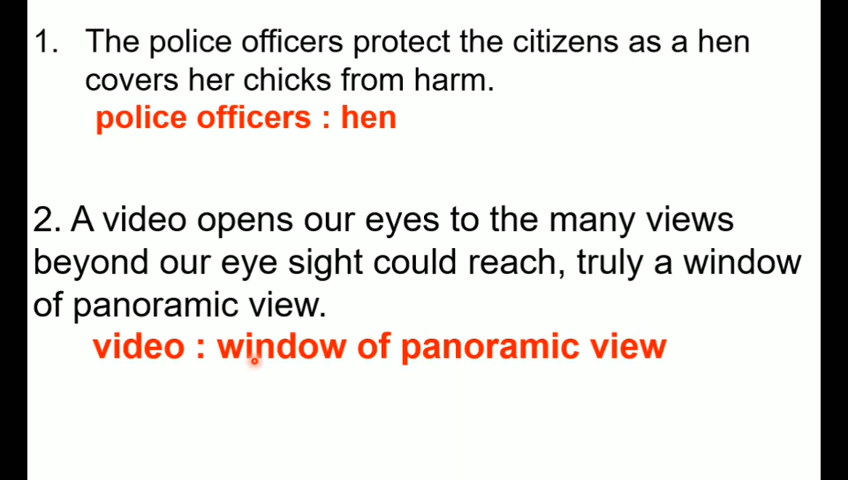 1. The police officers protect the citizens as a hen
covers her chicks from harm.
police officers : hen
2. A video opens our eyes to the many views
beyond our eye sight could reach, truly a window
of panoramic view.
video : window of panoramic view